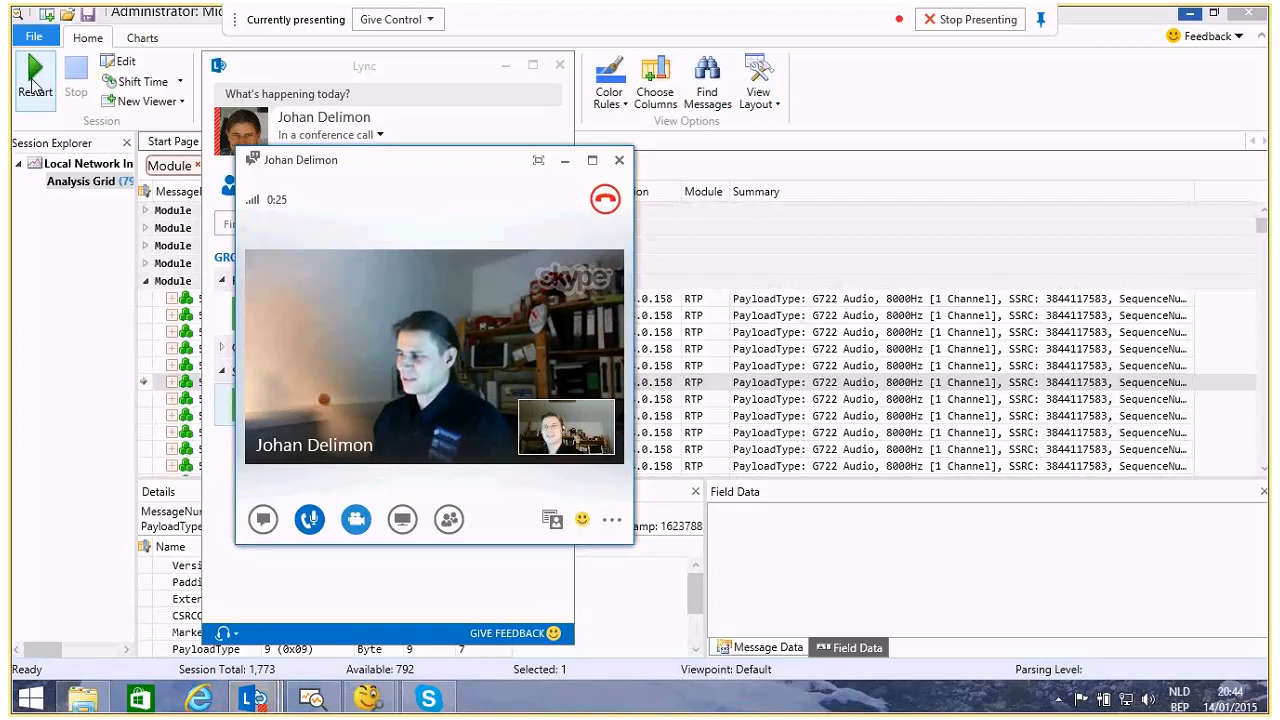 Administrator: Mic
Currently presenting
Give Control
Stop Presenting
File
Home
Charts
Feedback
Restart
Stop
Edit
Shift Time
New Viewer
Session
Color
Rules
Choose
Columns
Find
Messages
View
Layout
View Options
Lync
What's happening today?
Johan Delimon
In a conference call
Session Explorer
Start Page
Local Network In
Analysis Grid (79
Module
Message
Module
Summary
Module
Module
Module
Module
Module
Johan Delimon
0:25
Fin
GRO
skype
Johan Delimon
.0.158 RTP PayloadType: G722 Audio, 8000Hz [1 Channel], SSRC: 3844117583, SequenceNu...
.0.158 RTP PayloadType: G722 Audio, 8000Hz [1 Channel], SSRC: 3844117583, SequenceNu...
.0.158 RTP PayloadType: G722 Audio, 8000Hz [1 Channel], SSRC: 3844117583, SequenceNu...
.0.158 RTP PayloadType: G722 Audio, 8000Hz [1 Channel], SSRC: 3844117583, SequenceNu...
.0.158 RTP PayloadType: G722 Audio, 8000Hz [1 Channel], SSRC: 3844117583, SequenceNu...
.0.158 RTP PayloadType: G722 Audio, 8000Hz [1 Channel], SSRC: 3844117583, SequenceNu...
.0.158 RTP PayloadType: G722 Audio, 8000Hz [1 Channel], SSRC: 3844117583, SequenceNu...
.0.158 RTP PayloadType: G722 Audio, 8000Hz [1 Channel], SSRC: 3844117583, SequenceNu...
.0.158 RTP PayloadType: G722 Audio, 8000Hz [1 Channel], SSRC: 3844117583, SequenceNu...
.0.158 RTP PayloadType: G722 Audio, 8000Hz [1 Channel], SSRC: 3844117583, SequenceNu...
.0.158 RTP PayloadType: G722 Audio, 8000Hz [1 Channel], SSRC: 3844117583, SequenceNu...
Details
Field Data
MessageNum
PayloadType
amp: 1623788
Name
Versi
Paddi
Exten
CSRCC
Marke
PayloadType 9 (0x09) Byte 9 7
GIVE FEEDBACK
Message Data
Field Data
Ready Session Total: 1,773 Available: 792 Selected: 1 Viewpoint: Default Parsing Level:
NLD
BEP
20:44
14/01/2015